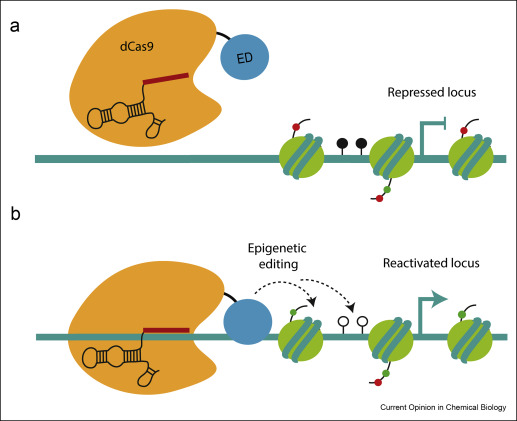 a
dCas9
ED
Repressed locus
b
Epigenetic
editing
Reactivated locus
Current Opinion in Chemical Biology